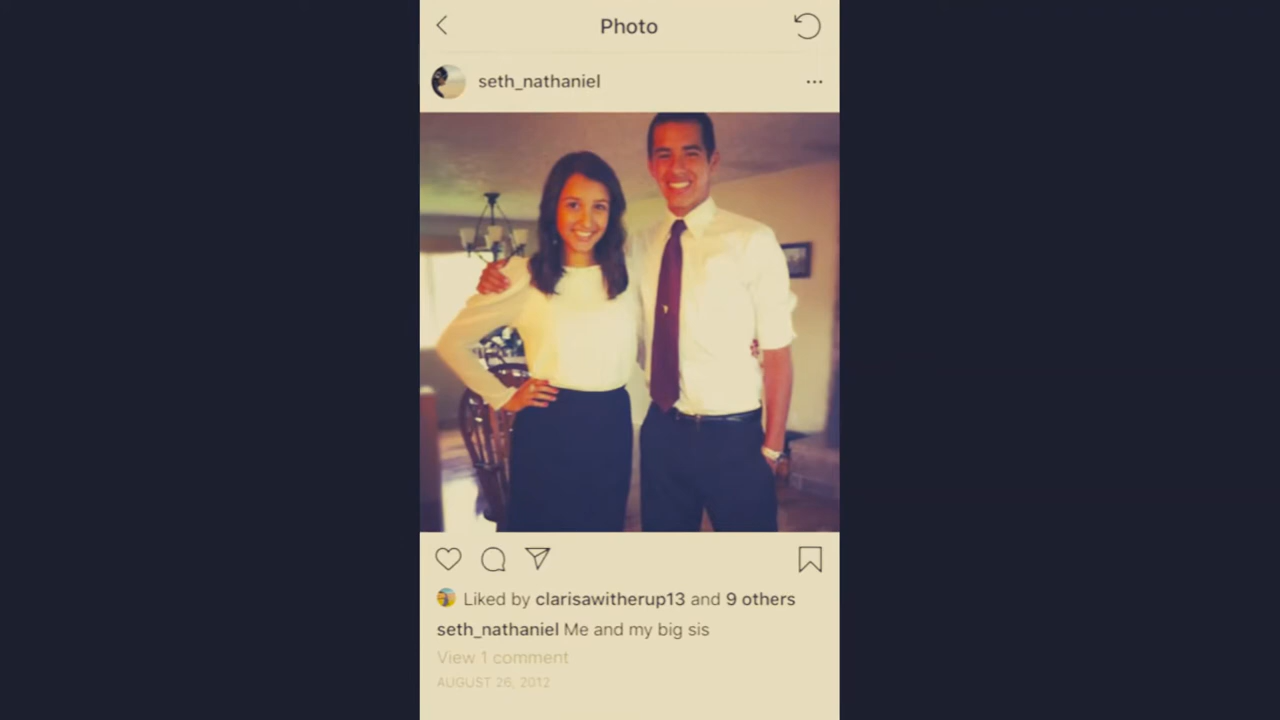 Photo
seth_nathaniel
Liked by clarisawitherup13 and 9 others
seth_nathaniel Me and my big sis
View 1 comment
AUGUST 26, 2012